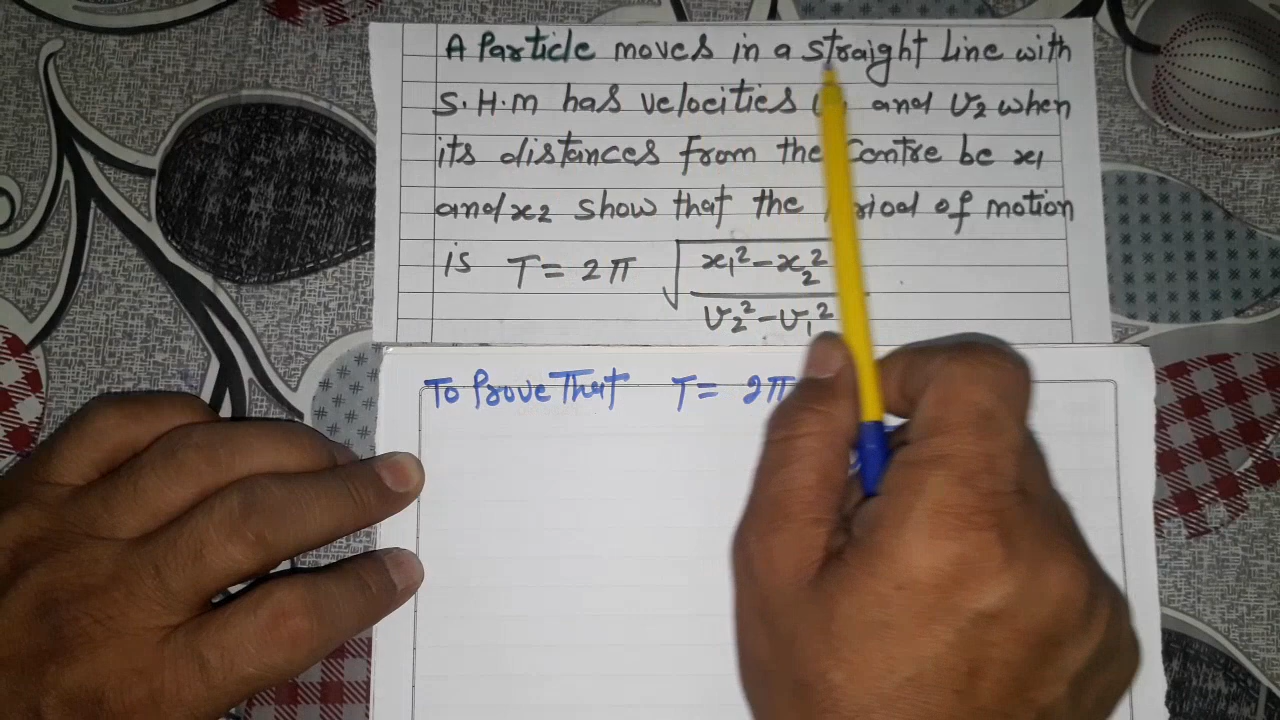 A Particle moves in a straight Line with
S.H.M has velocities and v₂ when
its distances from the Centre be x₁
and x₂ show that the of motion
is T = 2π √((x₁² - x₂²)/(v₂² - v₁²))
To Prove That T = 2π